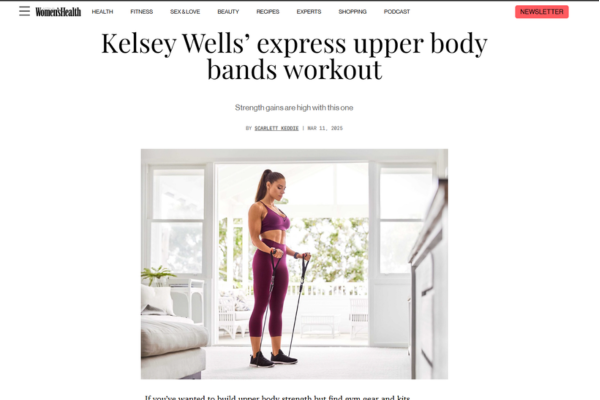 Women'sHealth HEALTH FITNESS SEX & LOVE BEAUTY RECIPES EXPERTS SHOPPING PODCAST NEWSLETTER
Kelsey Wells’ express upper body
bands workout
Strength gains are high with this one
BY SCARLETT KEDDIE | MAR 11, 2025
If you've wanted to build upper body strength but find gym gear and kits